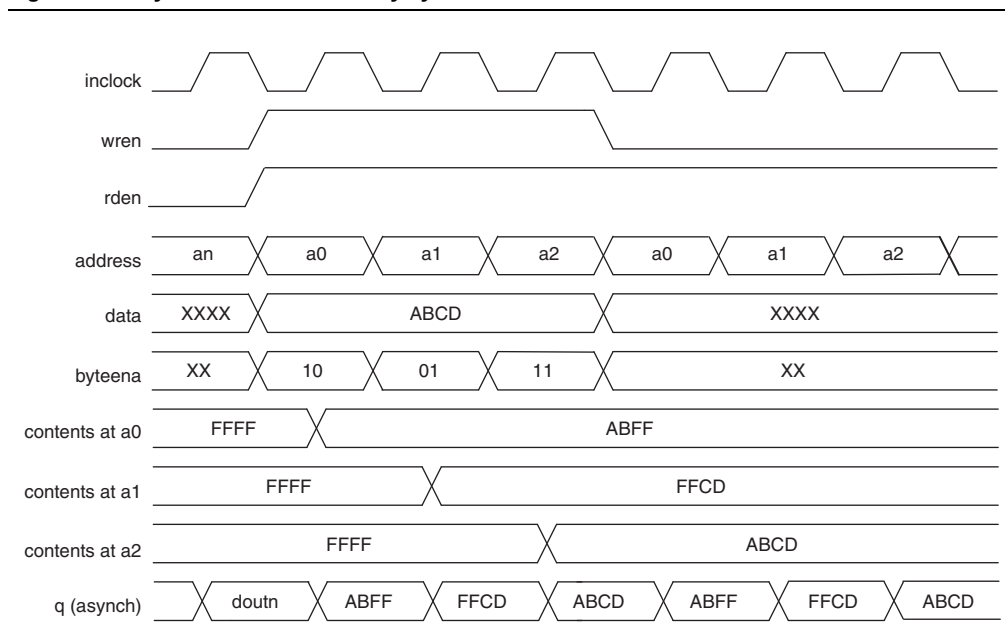 inclock
wren
rden
address an a0 a1 a2 a0 a1 a2
data XXXX ABCD XXXX
byteena XX 10 01 11 XX
contents at a0 FFFF ABFF
contents at a1 FFFF FFCD
contents at a2 FFFF ABCD
q (asynch) doutn ABFF FFCD ABCD ABFF FFCD ABCD